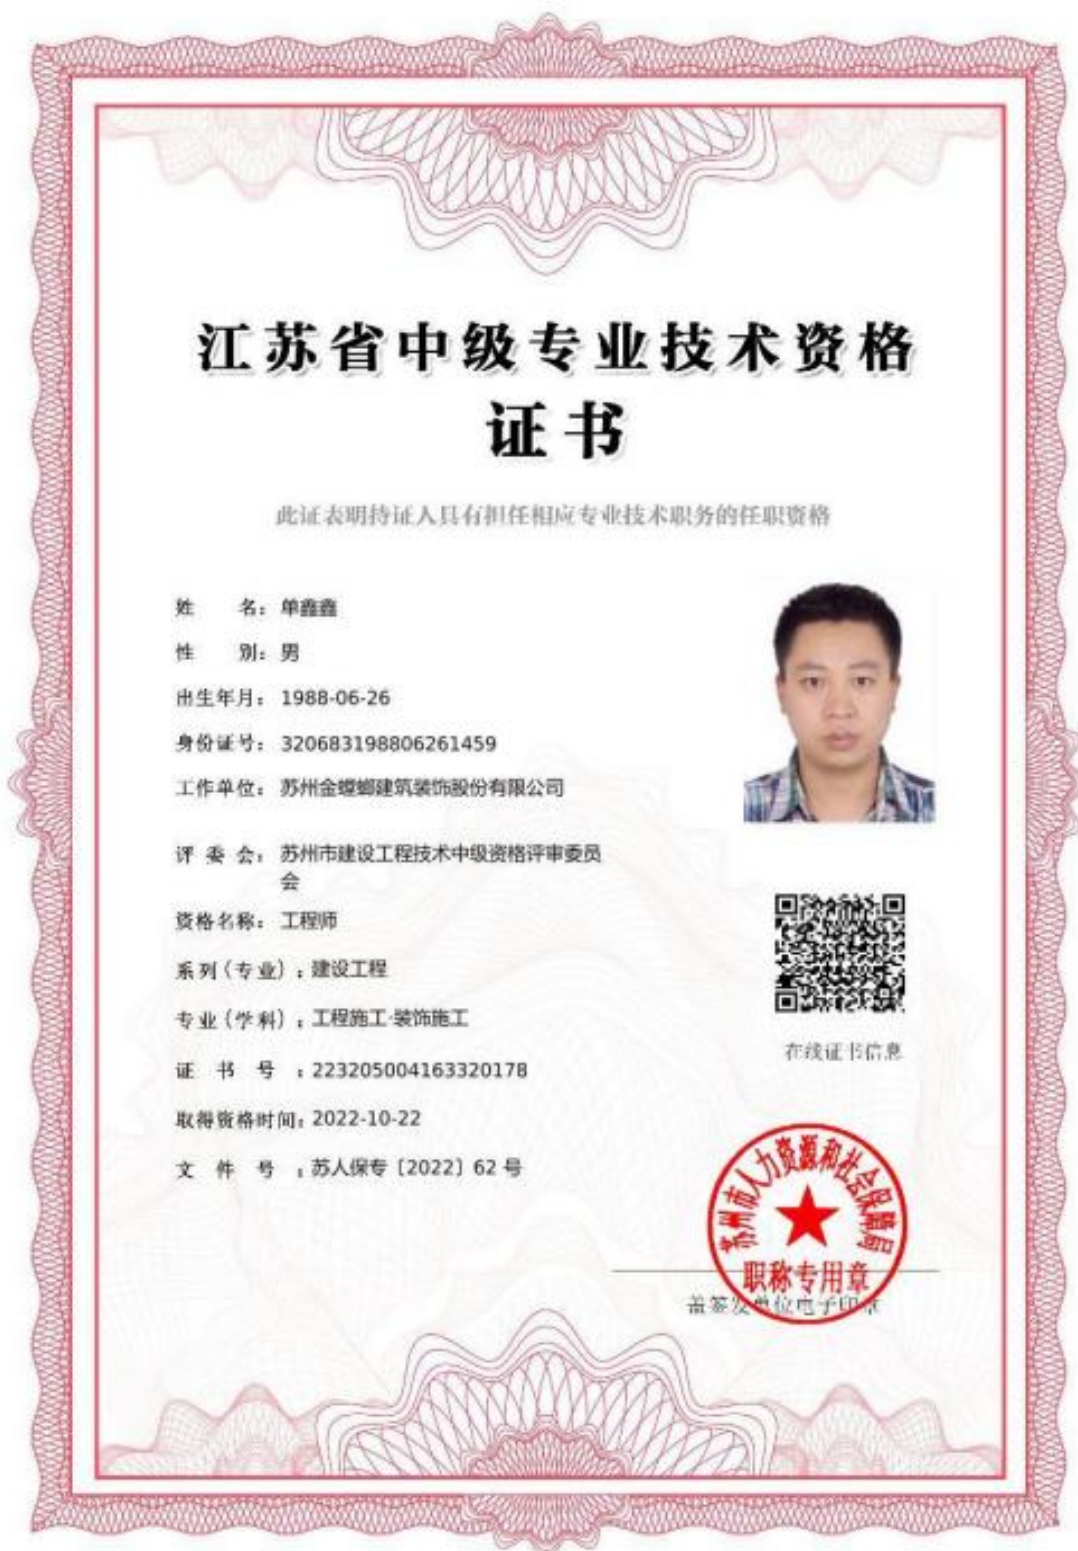 江苏省中级专业技术资格
证书
此证表明持证人具有担任相应专业技术职务的任职资格
姓 名：单鑫鑫
性 别：男
出生年月：1988-06-26
身份证号：320683198806261459
工作单位：苏州金螳螂建筑装饰股份有限公司
评 委 会：苏州市建设工程技术中级资格评审委员
会
资格名称：工程师
系列(专业)：建设工程
专业(学科)：工程施工-装饰施工
证 书 号：223205004163320178
取得资格时间：2022-10-22
文 件 号：苏人保专〔2022〕62 号
在线证书信息
苏州市人力资源和社会保障局
职称专用章
盖签发单位电子印章